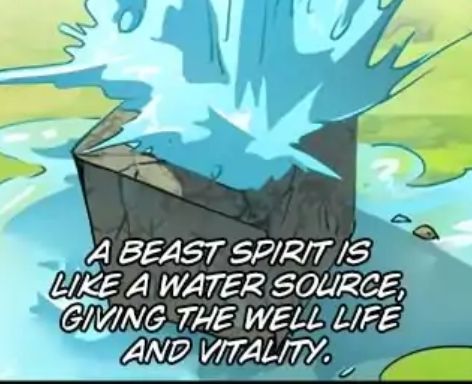 A BEAST SPIRIT IS
LIKE A WATER SOURCE,
GIVING THE WELL LIFE
AND VITALITY.